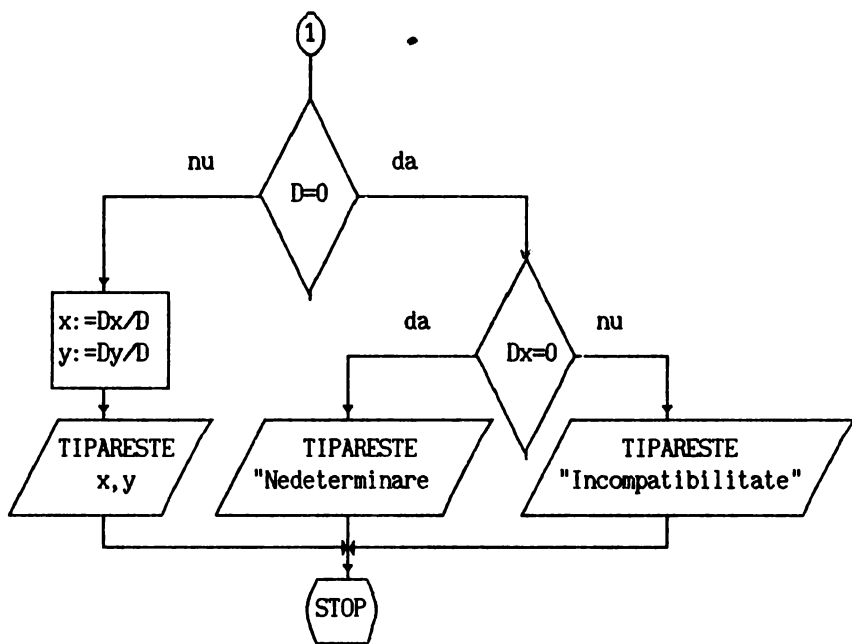 1
nu
da
D=0
x:=Dx/D
y:=Dy/D
da
nu
Dx=0
TIPARESTE
x,y
TIPARESTE
"Nedeterminare
TIPARESTE
"Incompatibilitate"
STOP